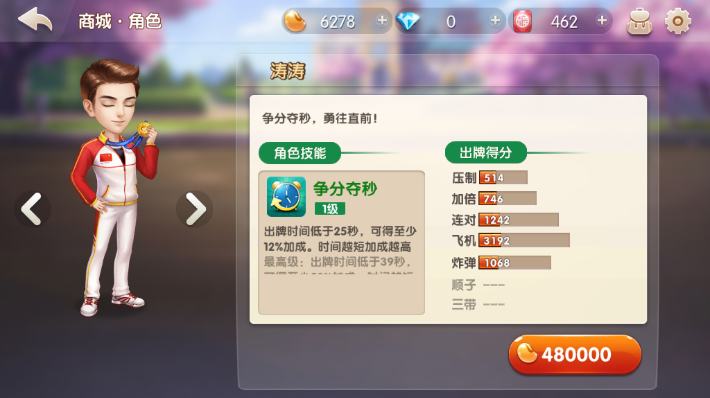 商城·角色
6278
0
462
涛涛
争分夺秒，勇往直前！
角色技能
争分夺秒
1级
出牌时间低于25秒，可得至少
12%加成。时间越短加成越高
最高级：出牌时间低于39秒，
出牌得分
压制 514
加倍 746
连对 1242
飞机 3192
炸弹 1068
顺子 ---
三带 ---
480000